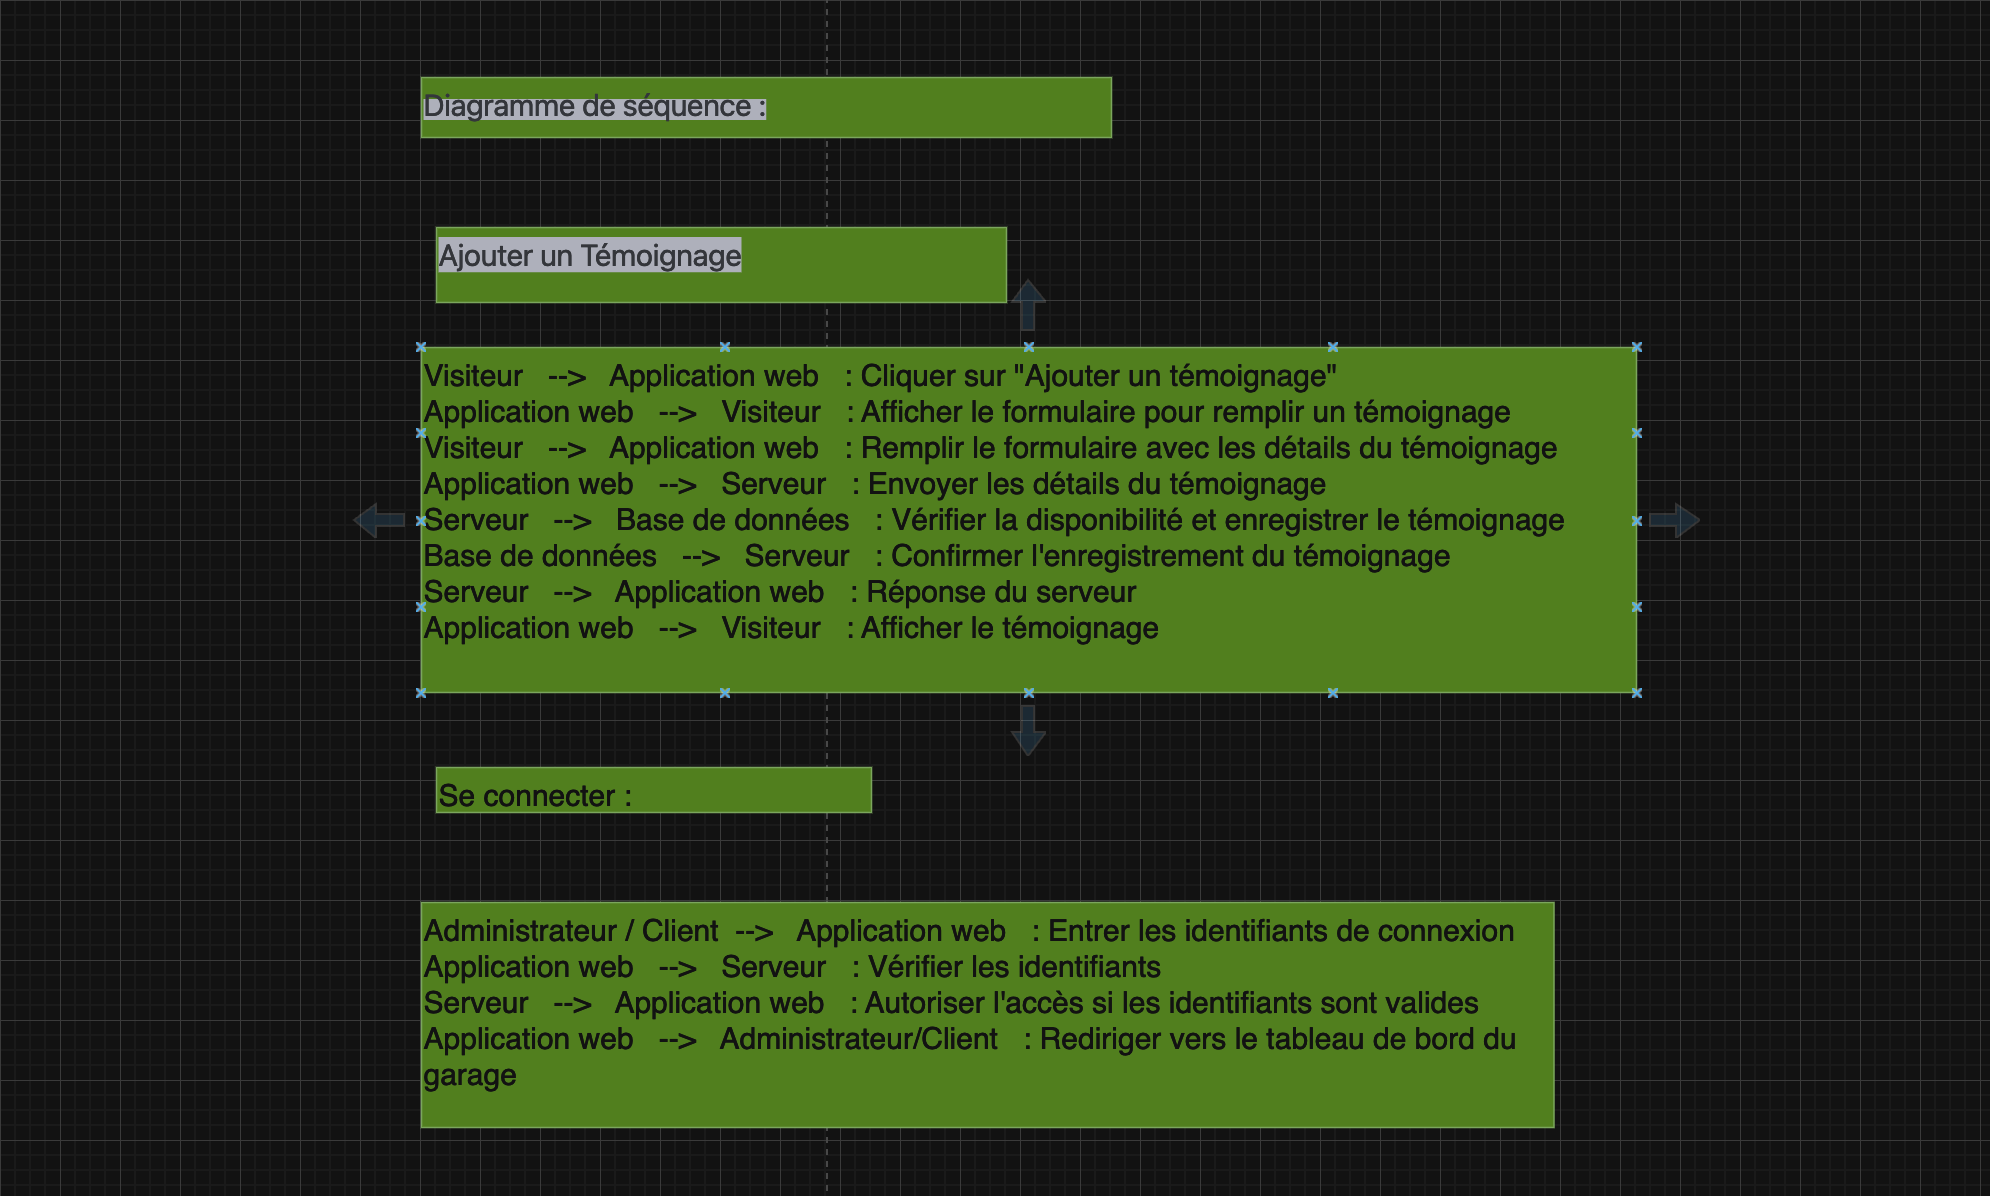 Diagramme de séquence :
Ajouter un Témoignage
Visiteur --> Application web : Cliquer sur "Ajouter un témoignage"
Application web --> Visiteur : Afficher le formulaire pour remplir un témoignage
Visiteur --> Application web : Remplir le formulaire avec les détails du témoignage
Application web --> Serveur : Envoyer les détails du témoignage
Serveur --> Base de données : Vérifier la disponibilité et enregistrer le témoignage
Base de données --> Serveur : Confirmer l'enregistrement du témoignage
Serveur --> Application web : Réponse du serveur
Application web --> Visiteur : Afficher le témoignage
Se connecter :
Administrateur / Client --> Application web : Entrer les identifiants de connexion
Application web --> Serveur : Vérifier les identifiants
Serveur --> Application web : Autoriser l'accès si les identifiants sont valides
Application web --> Administrateur/Client : Rediriger vers le tableau de bord du
garage